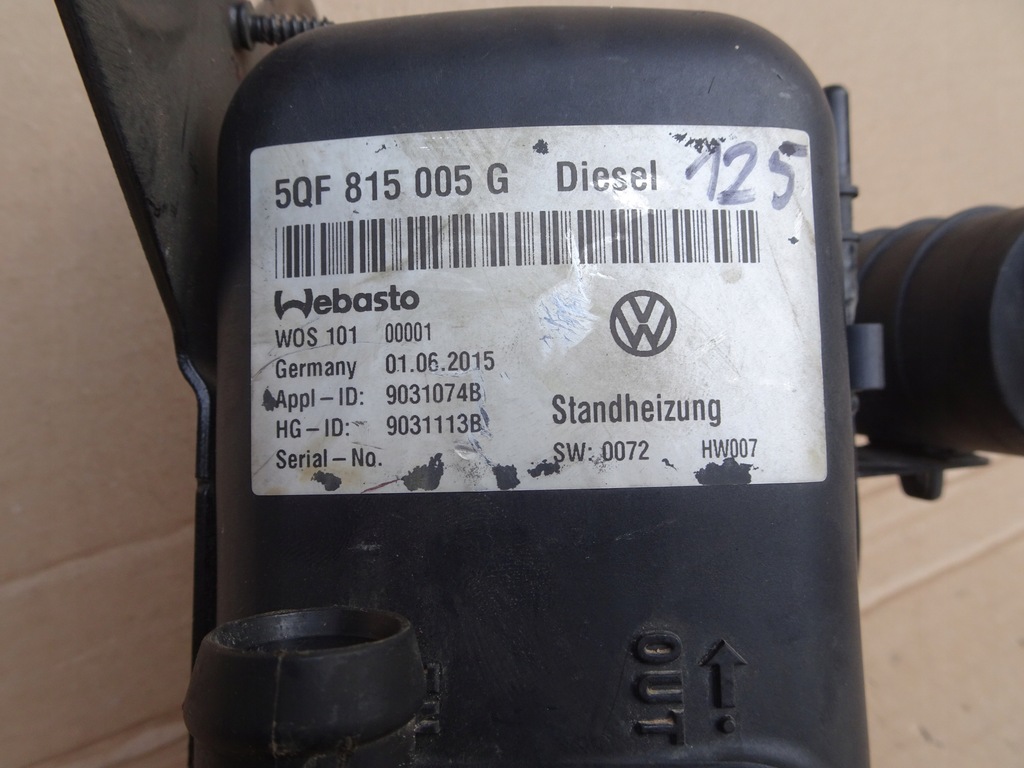 5QF 815 005 G Diesel 125
Webasto
WOS 101 00001
Germany 01.06.2015
Appl-ID: 9031074B
HG-ID: 9031113B
Serial-No.
Standheizung
SW: 0072 HW007
OUT